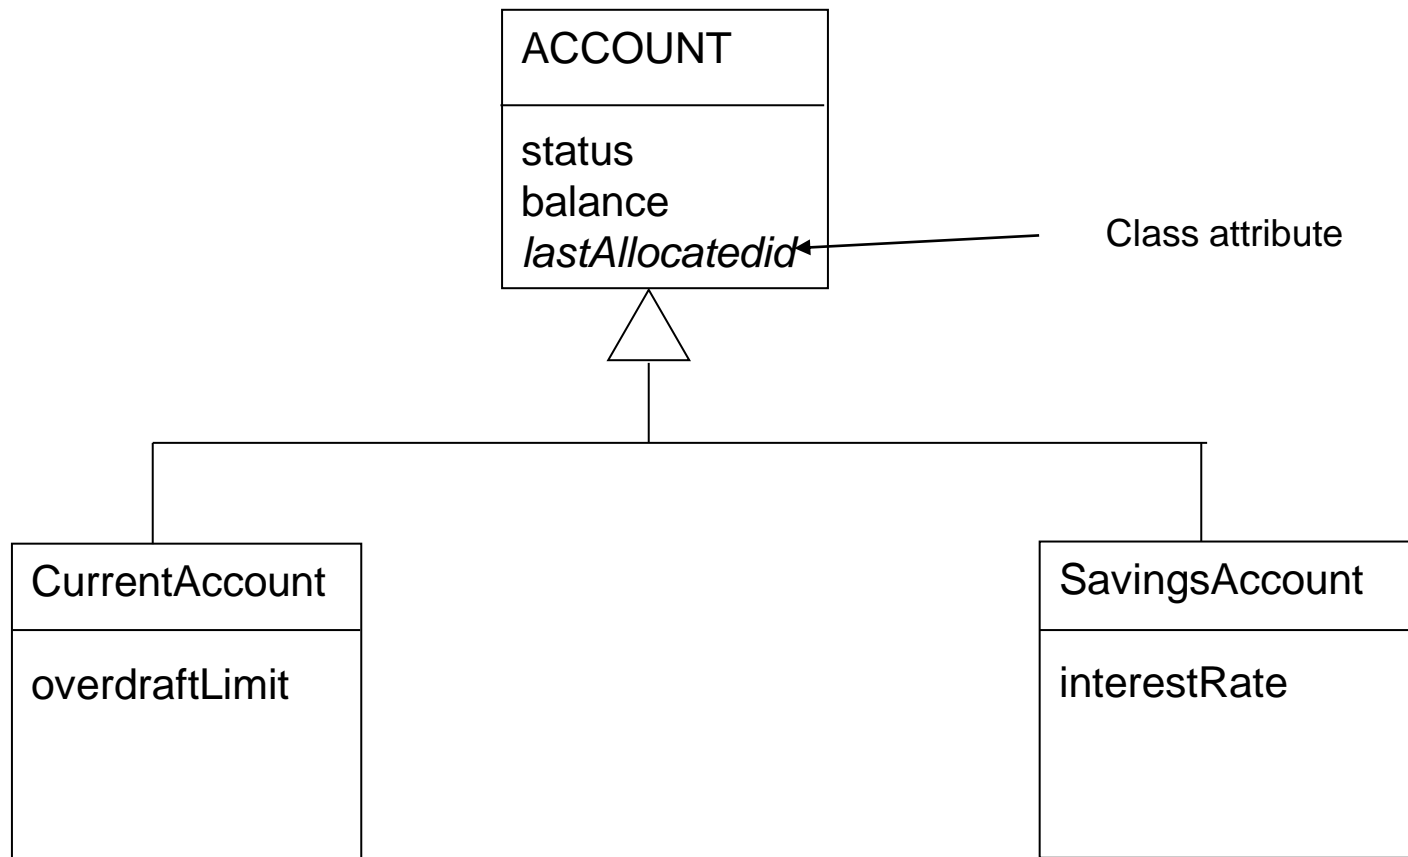 ACCOUNT
status
balance
lastAllocatedid
Class attribute
CurrentAccount
overdraftLimit
SavingsAccount
interestRate